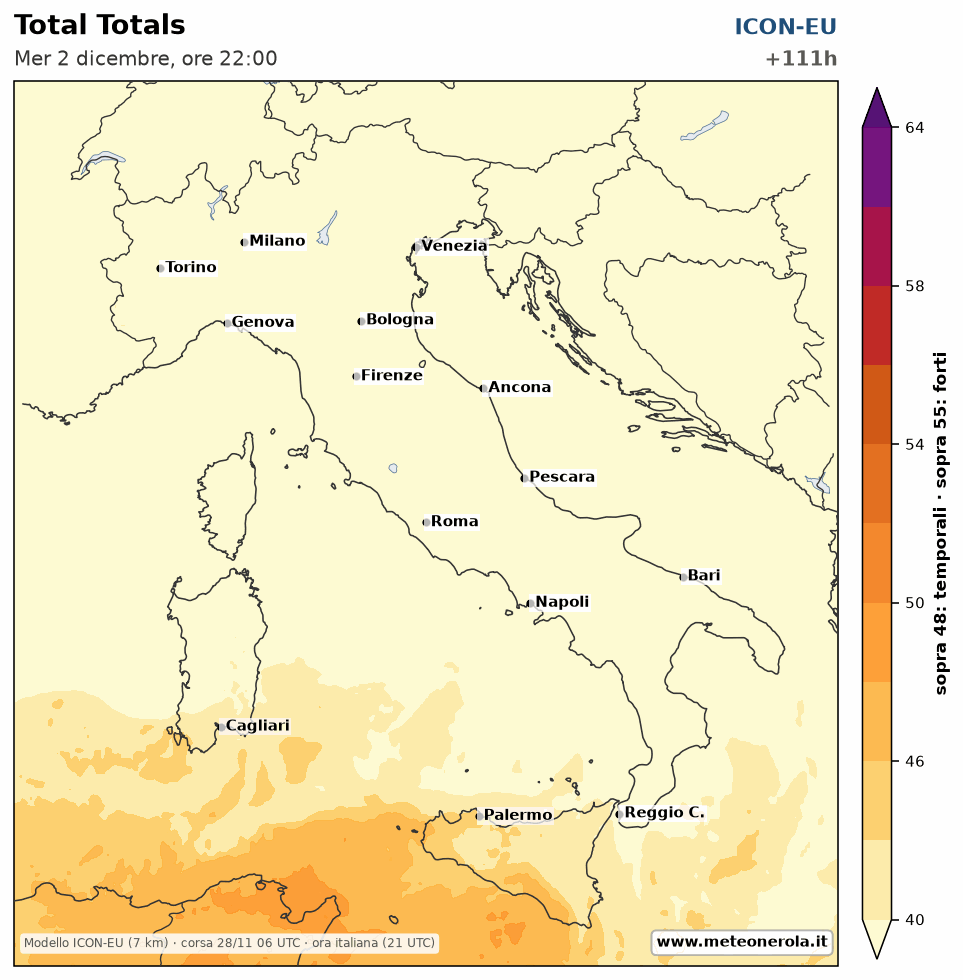 Total Totals
ICON-EU
Mer 2 dicembre, ore 22:00
+111h
Milano
Venezia
Torino
Genova
Bologna
Firenze
Ancona
Pescara
Roma
Bari
Napoli
Cagliari
Palermo
Reggio C.
64
58
54
50
46
40
sopra 48: temporali · sopra 55: forti
Modello ICON-EU (7 km) · corsa 28/11 06 UTC · ora italiana (21 UTC)
www.meteonerola.it